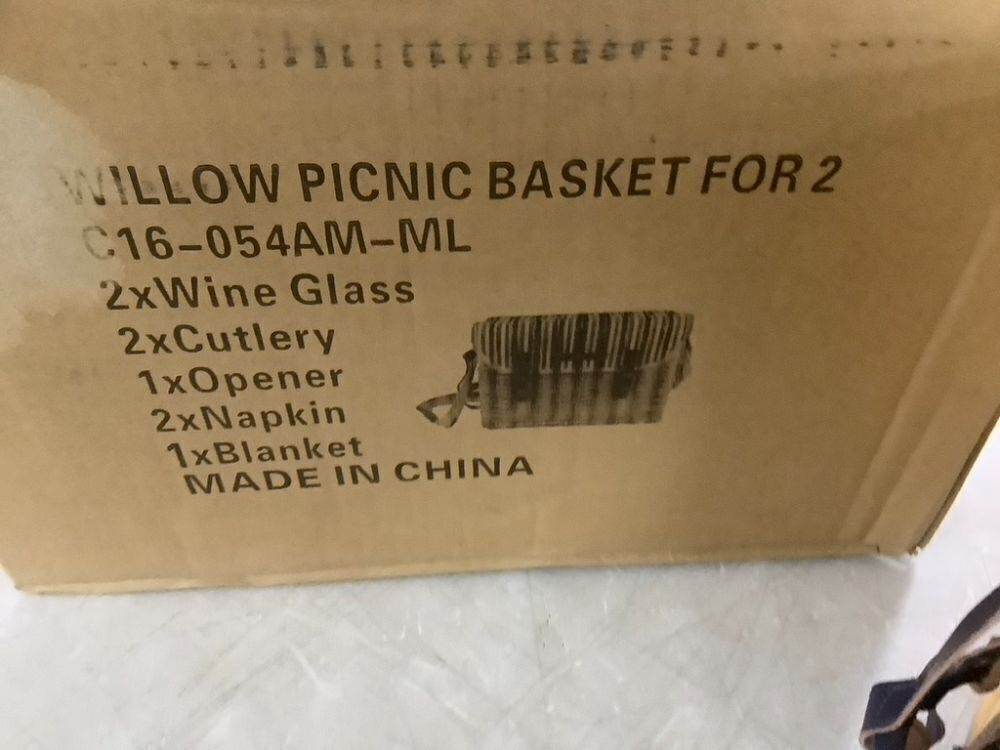 WILLOW PICNIC BASKET FOR 2
C16-054AM-ML
2xWine Glass
2xCutlery
1xOpener
2xNapkin
1xBlanket
MADE IN CHINA